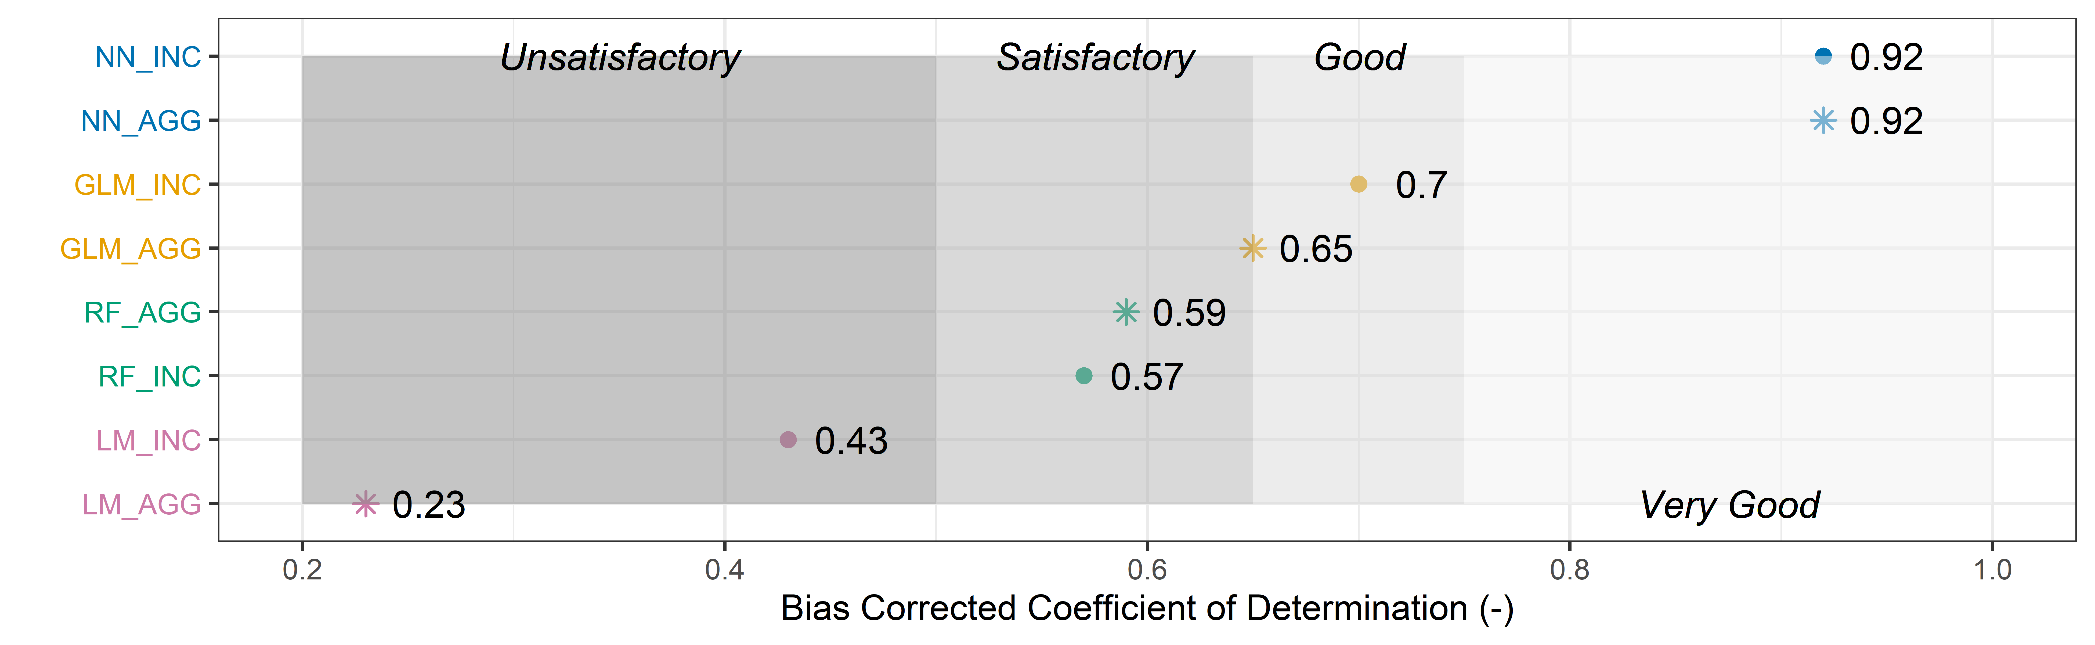 NN_INC Unsatisfactory Satisfactory Good 0.92
NN_AGG 0.92
GLM_INC 0.7
GLM_AGG 0.65
RF_AGG 0.59
RF_INC 0.57
LM_INC 0.43
LM_AGG 0.23 Very Good
0.2 0.4 0.6 0.8 1.0
Bias Corrected Coefficient of Determination (-)